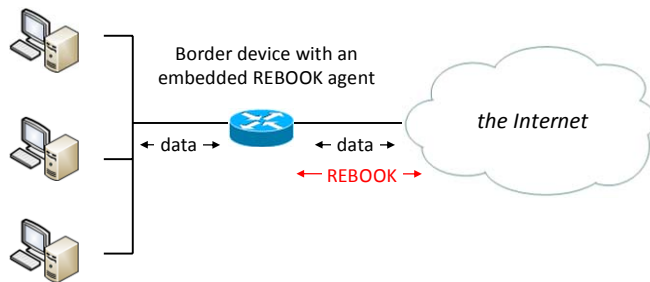 Border device with an
embedded REBOOK agent
the Internet
data
data
REBOOK